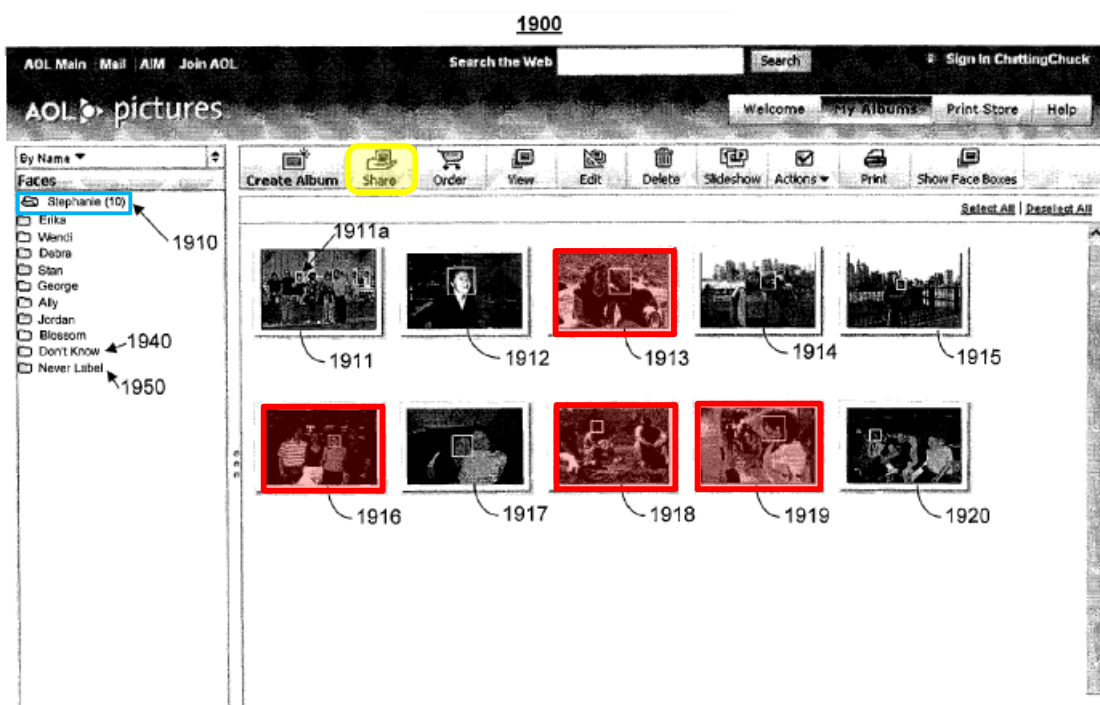 1900
AOL Main Mail AIM Join AOL Search the Web Search Sign In ChattingChuck
AOL pictures Welcome My Albums Print Store Help
By Name
Faces
Create Album Share Order View Edit Delete Slideshow Actions Print Show Face Boxes
Select All | Deselect All
Stephanie (10)
1910
Erika
Wendi
Debra
Stan
George
Ally
Jordan
Blossom
Don't Know
1940
Never Label
1950
1911a
1911 1912 1913 1914 1915
1916 1917 1918 1919 1920